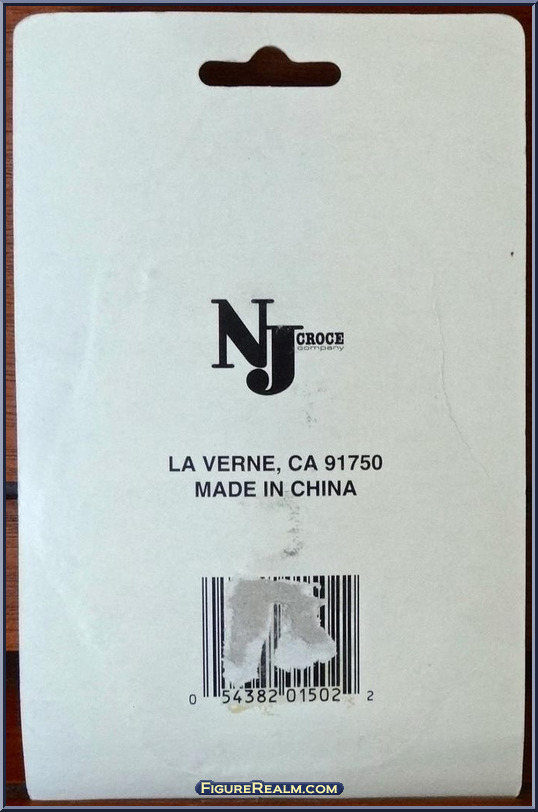 NJ CROCE
company
LA VERNE, CA 91750
MADE IN CHINA
0 54382 01502 2
FIGUREREALM.COM